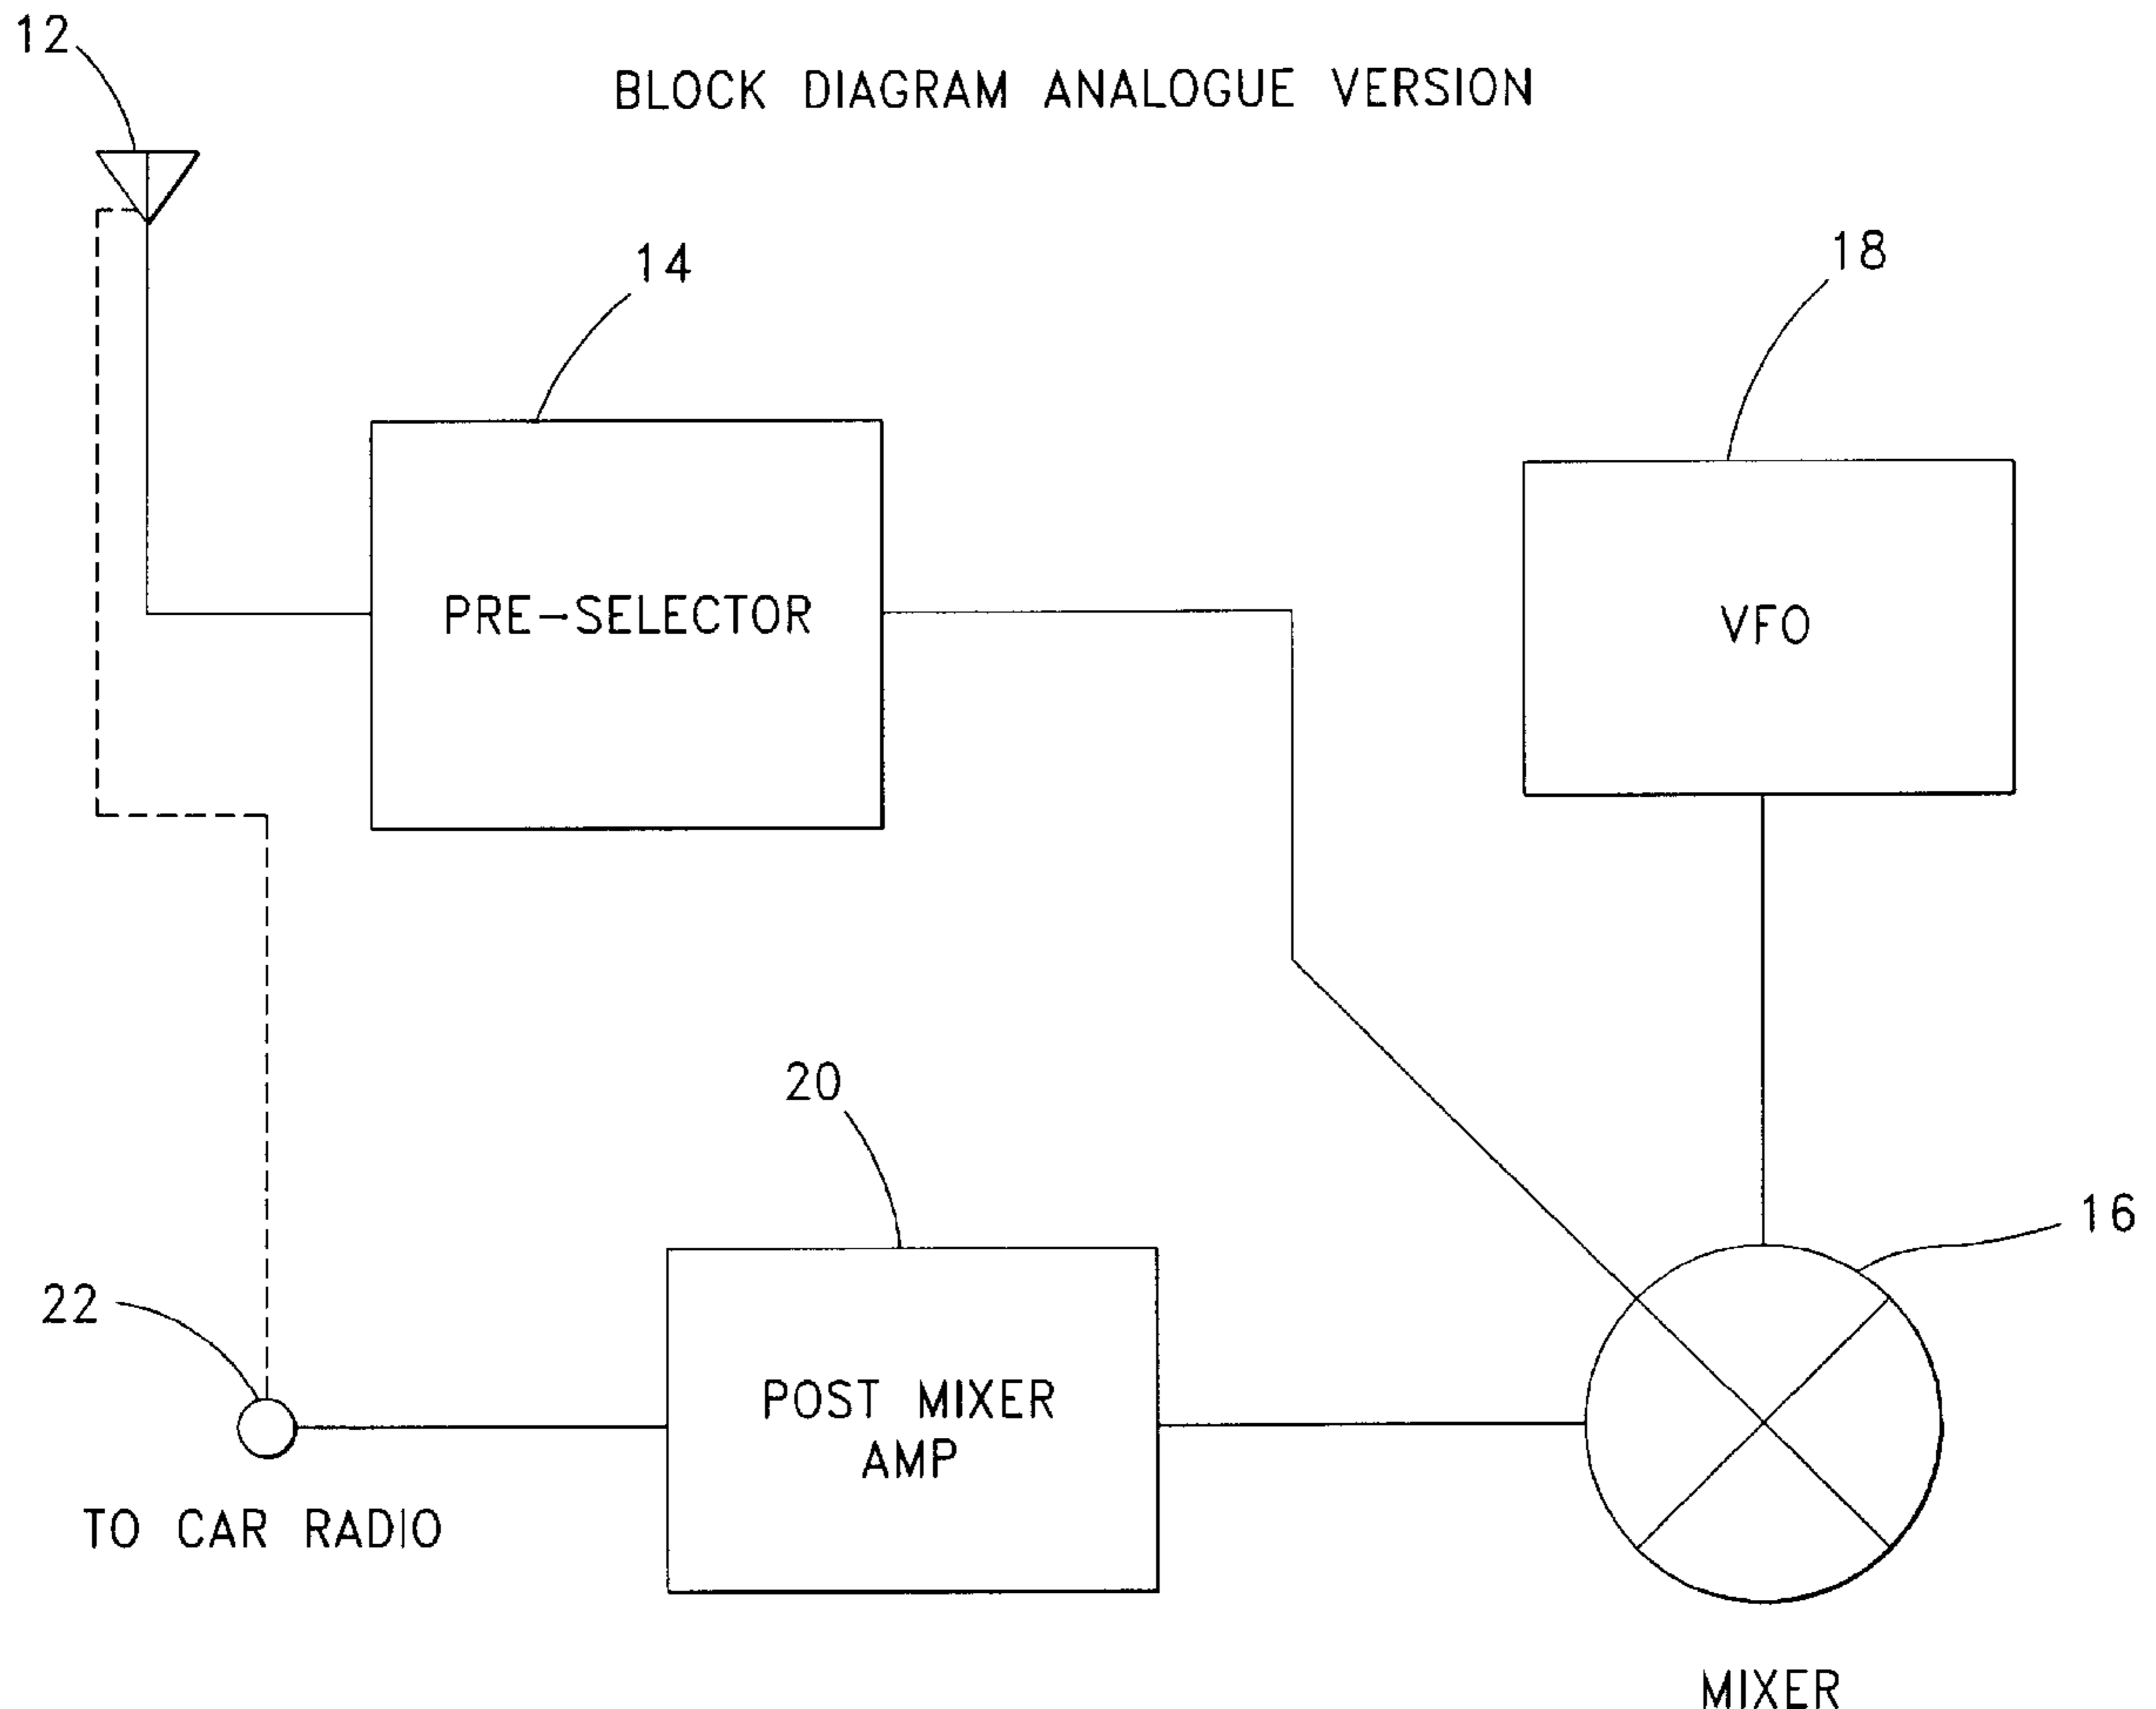 12
BLOCK DIAGRAM ANALOGUE VERSION
14
18
PRE-SELECTOR
VFO
20
16
22
POST MIXER
AMP
TO CAR RADIO
MIXER